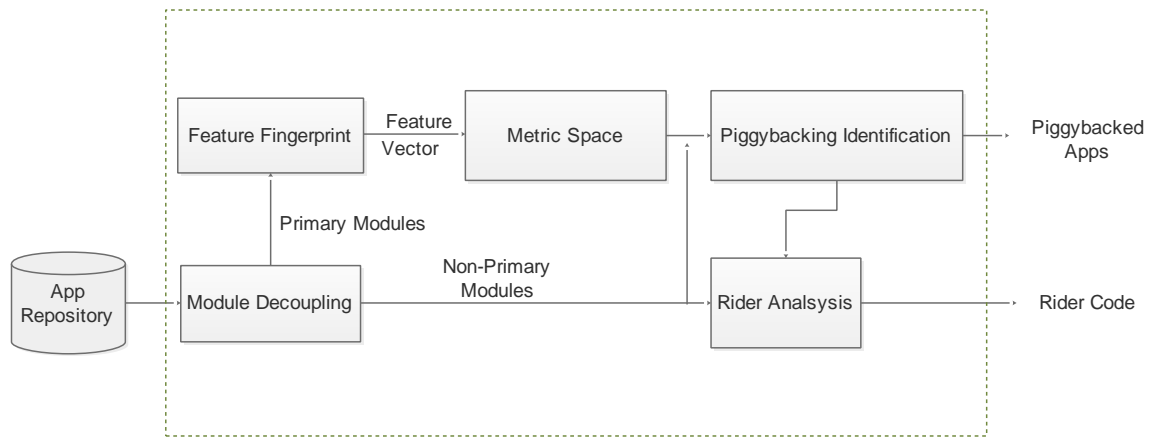 Feature Fingerprint
Feature
Vector
Metric Space
Piggybacking Identification
Piggybacked
Apps
Primary Modules
App
Repository
Module Decoupling
Non-Primary
Modules
Rider Analsysis
Rider Code